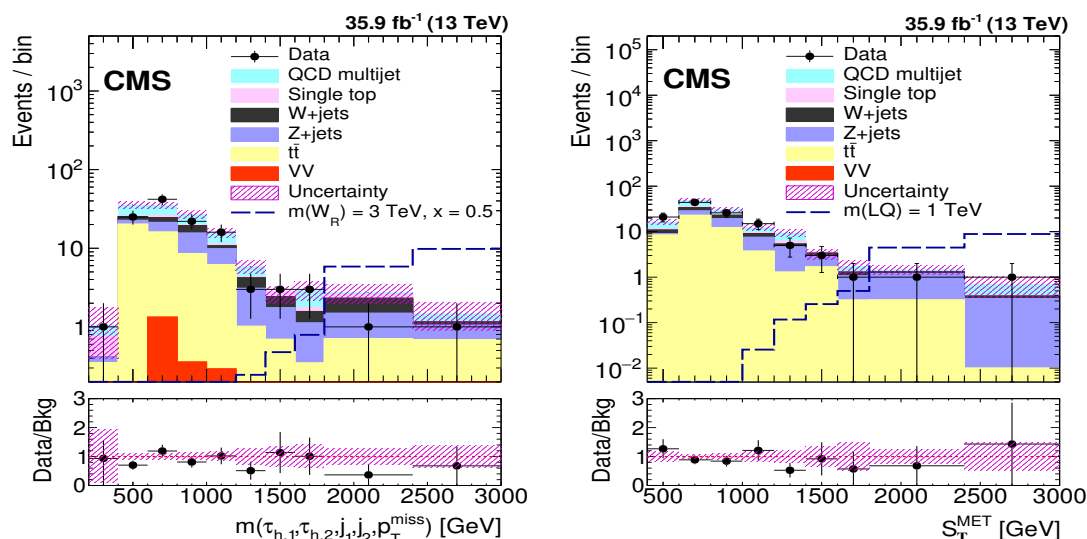 35.9 fb⁻¹ (13 TeV)
CMS
Data
QCD multijet
Single top
W+jets
Z+jets
tt̄
VV
Uncertainty
m(W_R) = 3 TeV, x = 0.5
Events / bin
10³
10²
10
1
Data/Bkg
3
2
1
0
500 1000 1500 2000 2500 3000
m(τ_h,1,τ_h,2,j_1,j_2,p_T^miss) [GeV]
35.9 fb⁻¹ (13 TeV)
CMS
Data
QCD multijet
Single top
W+jets
Z+jets
tt̄
VV
Uncertainty
m(LQ) = 1 TeV
Events / bin
10⁵
10⁴
10³
10²
10
1
10⁻¹
10⁻²
Data/Bkg
3
2
1
0
500 1000 1500 2000 2500 3000
S_T^MET [GeV]